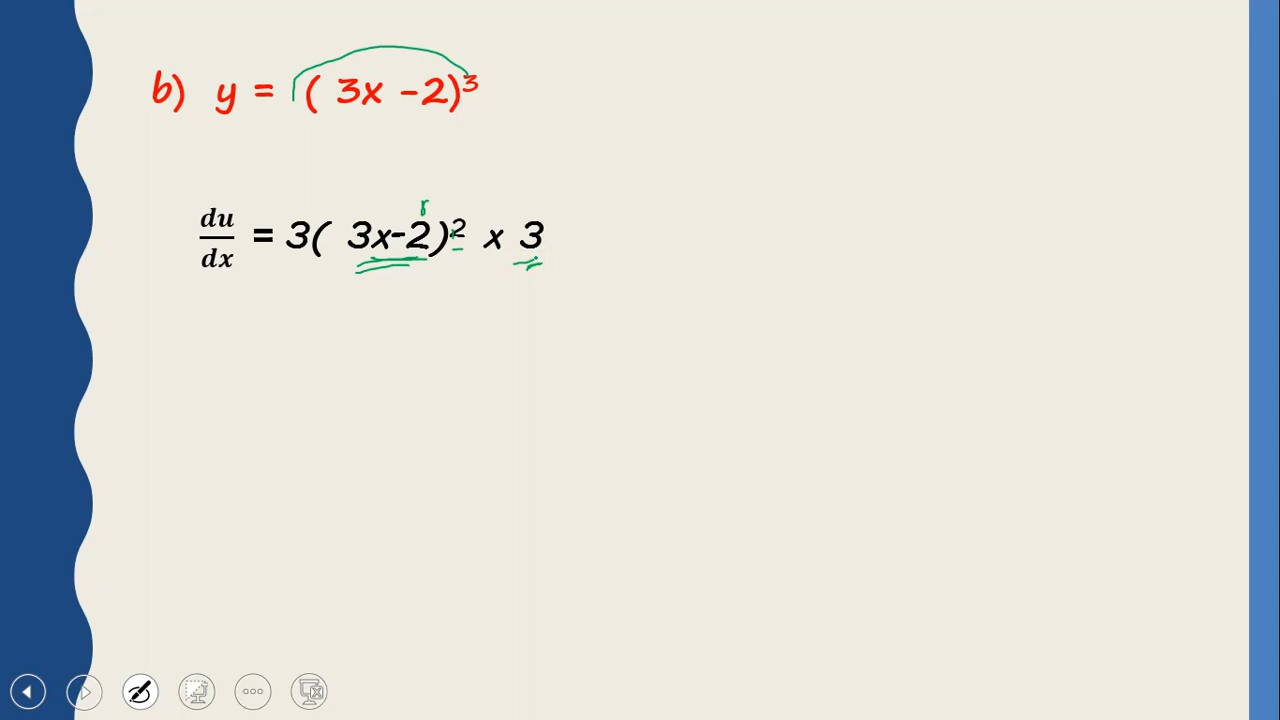 b) y = ( 3x -2)³
du/dx = 3( 3x-2)² x 3